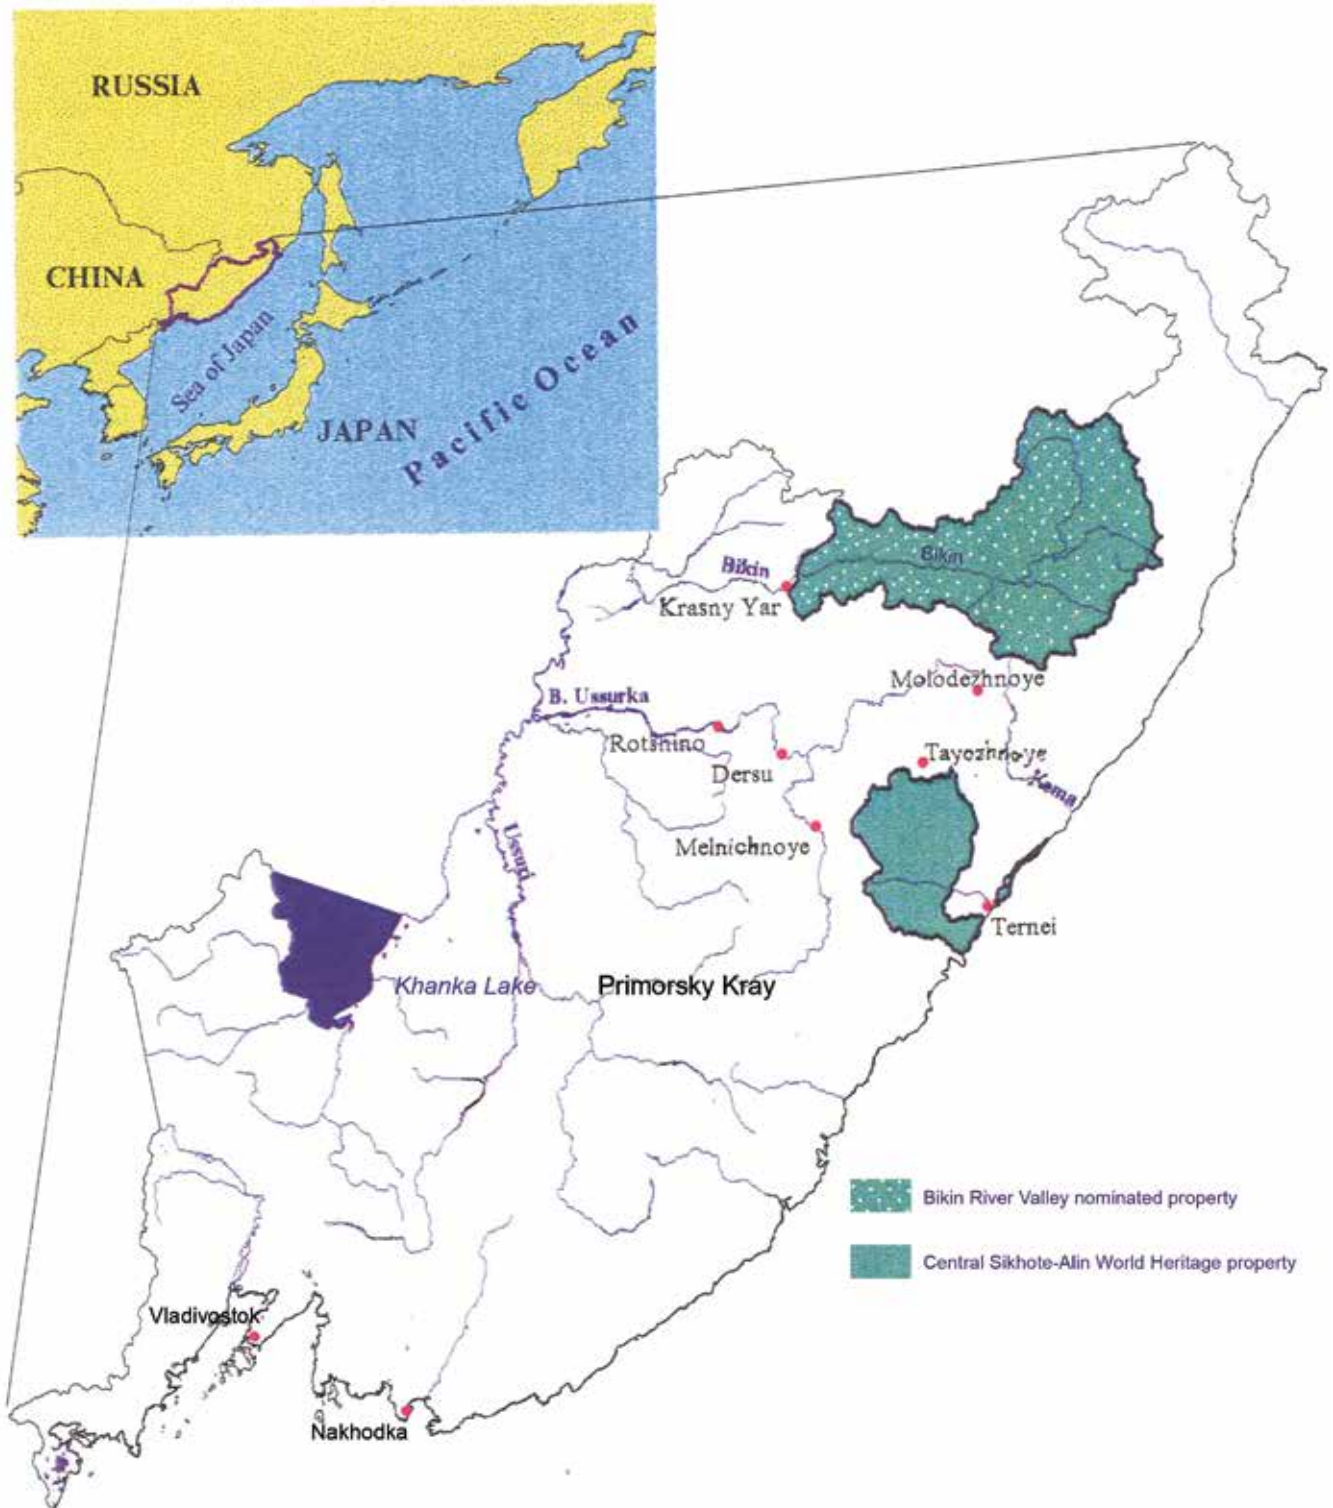 RUSSIA
CHINA
Sea of Japan
JAPAN
Pacific Ocean
Bikin
Bikin
Krasny Yar
Molodezhnoye
B. Ussurka
Rotshino
Dersu
Tayozhnoye
Kema
Melnichnoye
Ussuri
Ternei
Khanka Lake
Primorsky Kray
Bikin River Valley nominated property
Central Sikhote-Alin World Heritage property
Vladivostok
Nakhodka